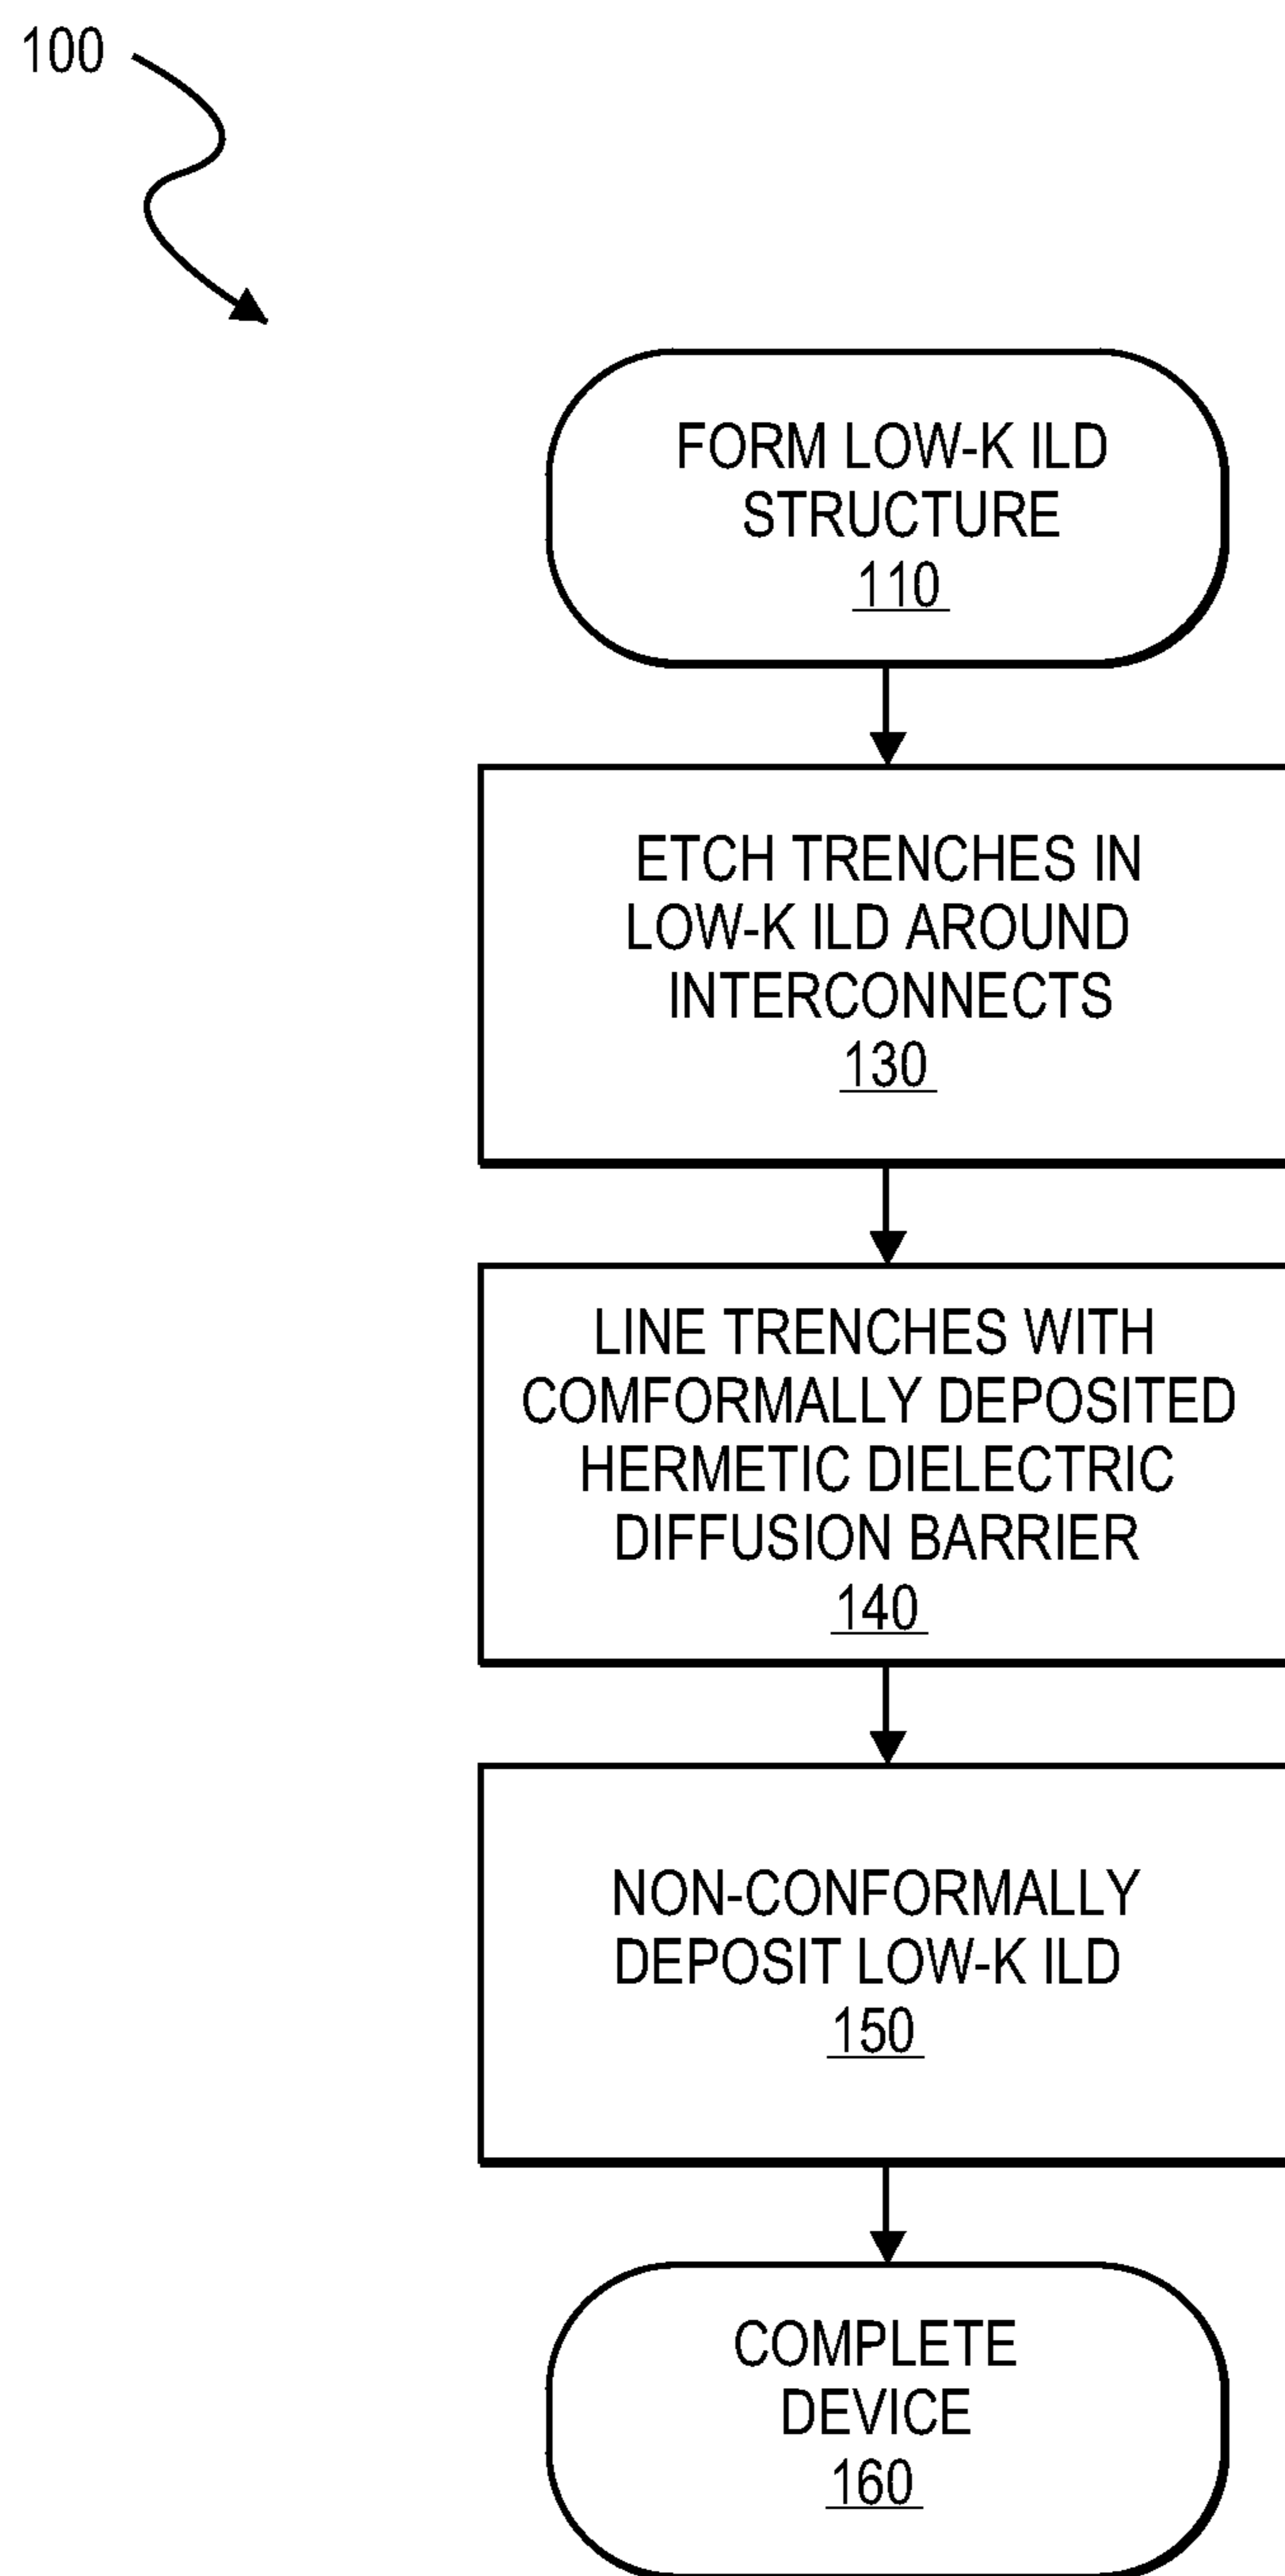 100
FORM LOW-K ILD
STRUCTURE
110
ETCH TRENCHES IN
LOW-K ILD AROUND
INTERCONNECTS
130
LINE TRENCHES WITH
COMFORMALLY DEPOSITED
HERMETIC DIELECTRIC
DIFFUSION BARRIER
140
NON-CONFORMALLY
DEPOSIT LOW-K ILD
150
COMPLETE
DEVICE
160